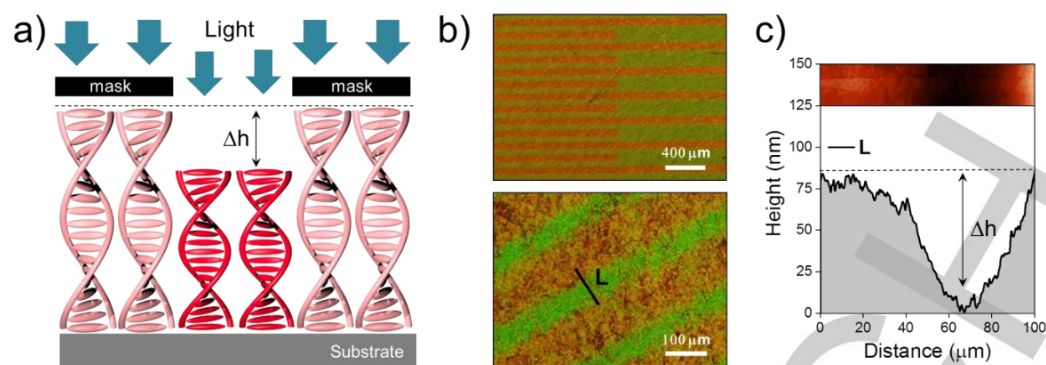 a)
Light
mask
mask
Δh
Substrate
b)
400 µm
L
100 µm
c)
150
125
100
75
50
25
0
Height (nm)
L
Δh
0
20
40
60
80
100
Distance (µm)